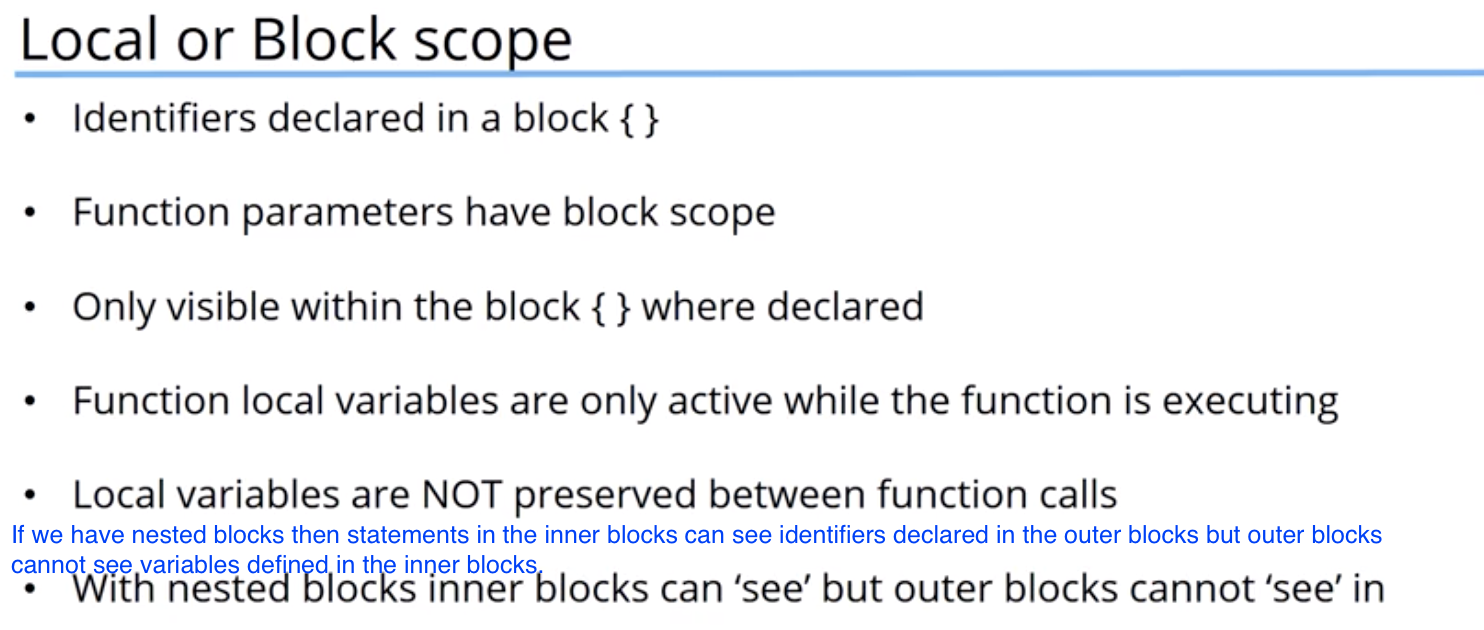 Local or Block scope
• Identifiers declared in a block { }
• Function parameters have block scope
• Only visible within the block { } where declared
• Function local variables are only active while the function is executing
• Local variables are NOT preserved between function calls
If we have nested blocks then statements in the inner blocks can see identifiers declared in the outer blocks but outer blocks
cannot see variables defined in the inner blocks.
• With nested blocks inner blocks can ‘see’ but outer blocks cannot ‘see’ in